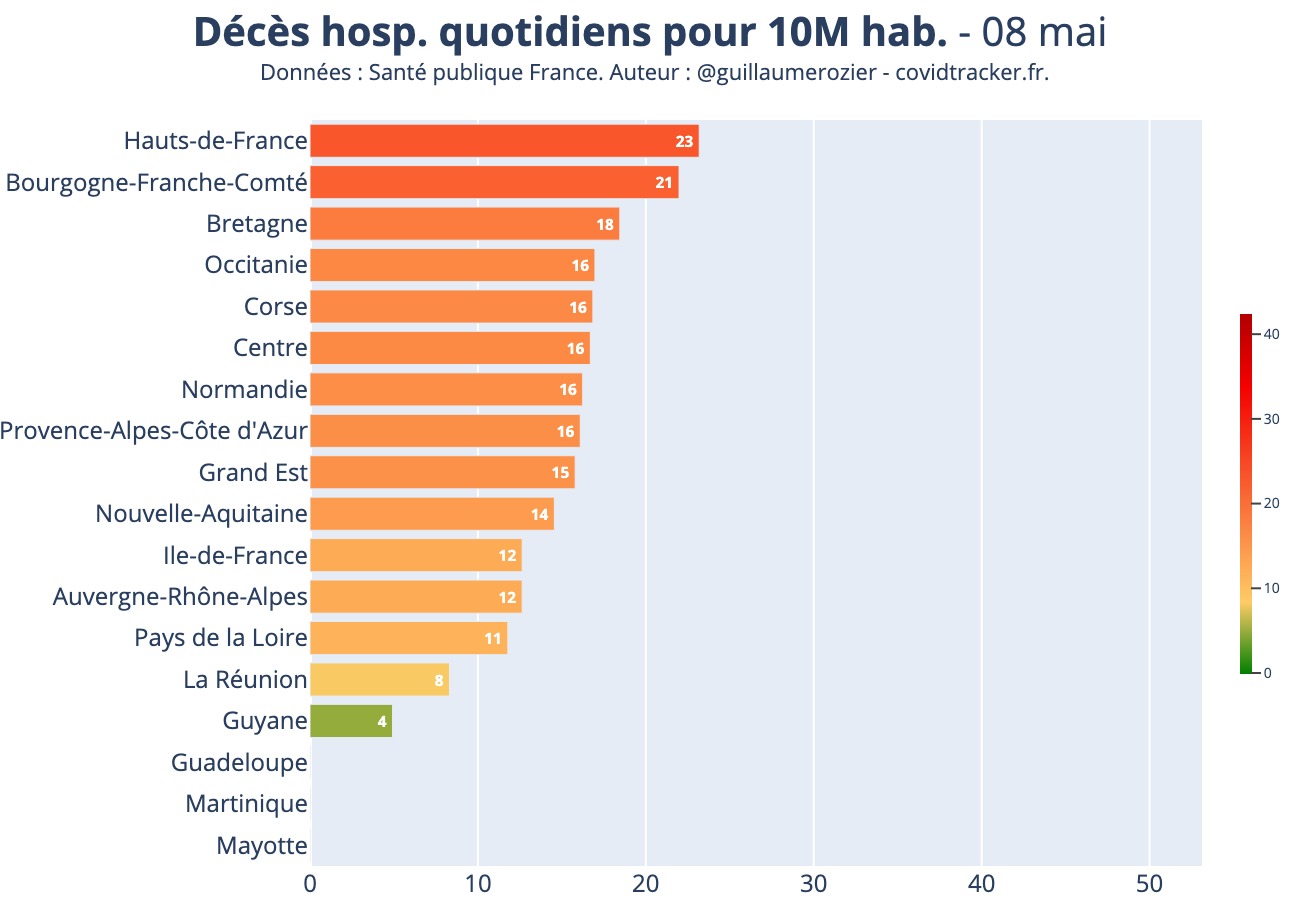 Décès hosp. quotidiens pour 10M hab. - 08 mai
Données : Santé publique France. Auteur : @guillaumerozier - covidtracker.fr.
Hauts-de-France 23
Bourgogne-Franche-Comté 21
Bretagne 18
Occitanie 16
Corse 16
Centre 16
Normandie 16
Provence-Alpes-Côte d'Azur 16
Grand Est 15
Nouvelle-Aquitaine 14
Ile-de-France 12
Auvergne-Rhône-Alpes 12
Pays de la Loire 11
La Réunion 8
Guyane 4
Guadeloupe
Martinique
Mayotte
0 10 20 30 40 50
40
30
20
10
0